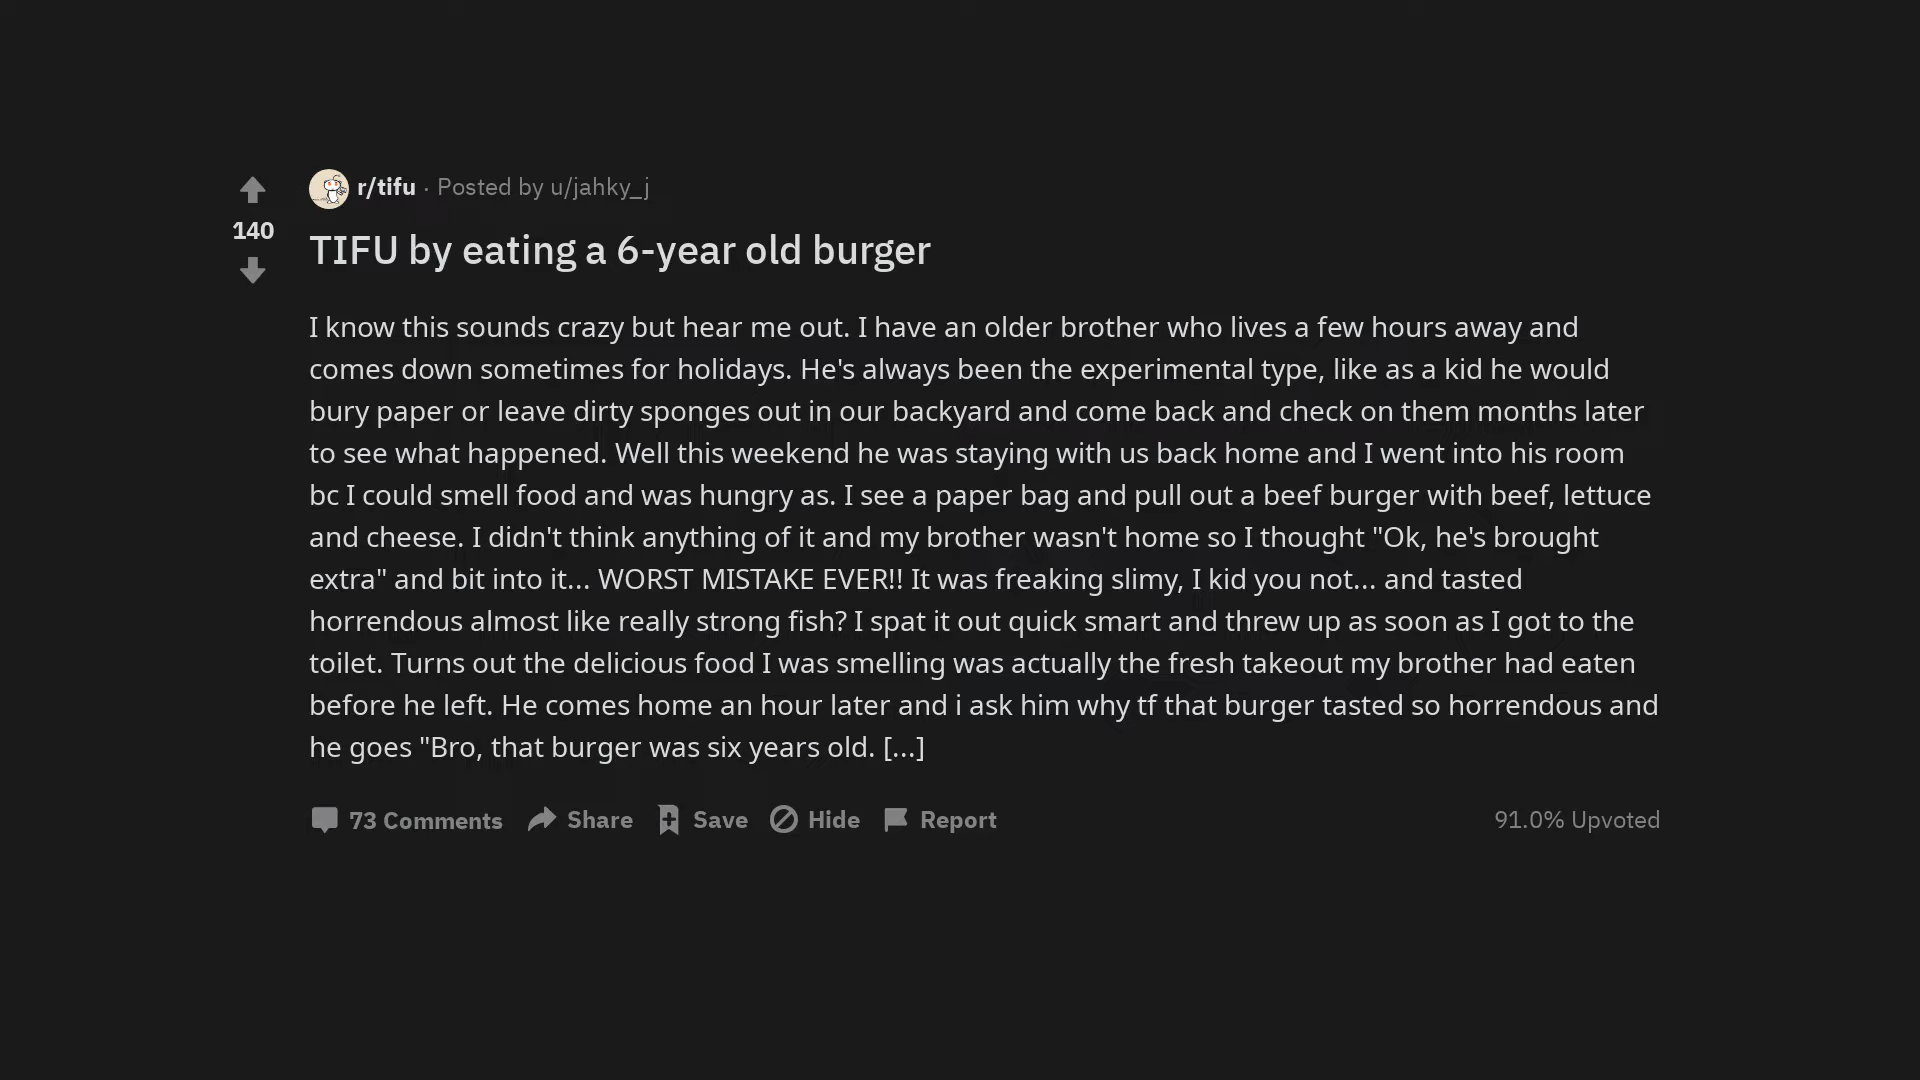 r/tifu · Posted by u/jahky_j
140
TIFU by eating a 6-year old burger
I know this sounds crazy but hear me out. I have an older brother who lives a few hours away and
comes down sometimes for holidays. He's always been the experimental type, like as a kid he would
bury paper or leave dirty sponges out in our backyard and come back and check on them months later
to see what happened. Well this weekend he was staying with us back home and I went into his room
bc I could smell food and was hungry as. I see a paper bag and pull out a beef burger with beef, lettuce
and cheese. I didn't think anything of it and my brother wasn't home so I thought "Ok, he's brought
extra" and bit into it... WORST MISTAKE EVER!! It was freaking slimy, I kid you not... and tasted
horrendous almost like really strong fish? I spat it out quick smart and threw up as soon as I got to the
toilet. Turns out the delicious food I was smelling was actually the fresh takeout my brother had eaten
before he left. He comes home an hour later and i ask him why tf that burger tasted so horrendous and
he goes "Bro, that burger was six years old. [...]
73 Comments Share Save Hide Report 91.0% Upvoted